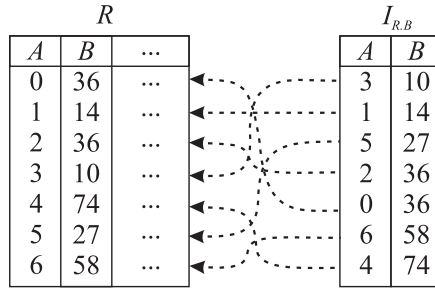 R I_{R.B}
A B ... A B
0 36 ... 3 10
1 14 ... 1 14
2 36 ... 5 27
3 10 ... 2 36
4 74 ... 0 36
5 27 ... 6 58
6 58 ... 4 74